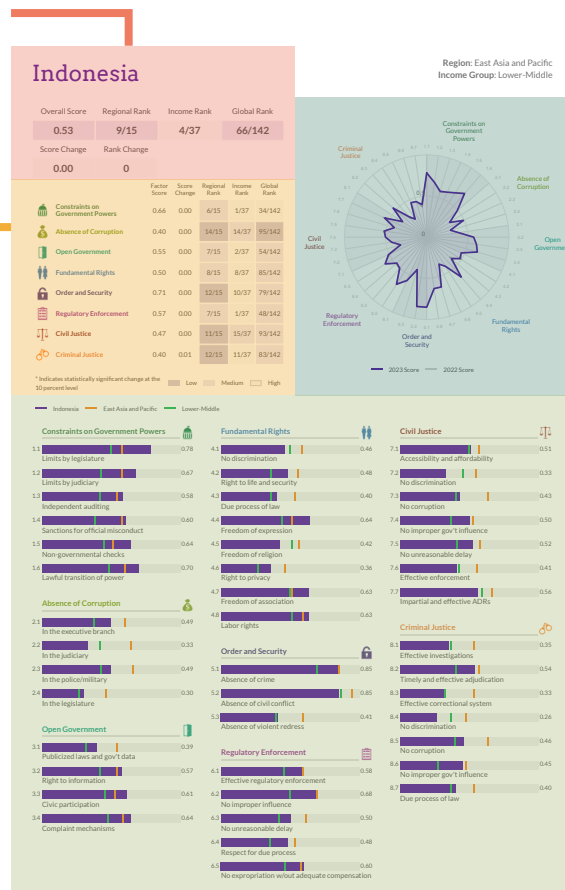 Indonesia
Region: East Asia and Pacific
Income Group: Lower-Middle
Overall Score Regional Rank Income Rank Global Rank
0.53 9/15 4/37 66/142
Score Change Rank Change
0.00 0
Factor Score Score Change Regional Rank Income Rank Global Rank
Constraints on Government Powers 0.66 0.00 6/15 1/37 34/142
Absence of Corruption 0.40 0.00 14/15 14/37 95/142
Open Government 0.55 0.00 7/15 2/37 54/142
Fundamental Rights 0.50 0.00 8/15 8/37 85/142
Order and Security 0.71 0.00 12/15 10/37 79/142
Regulatory Enforcement 0.57 0.00 7/15 1/37 48/142
Civil Justice 0.47 0.00 11/15 15/37 93/142
Criminal Justice 0.40 0.01 12/15 11/37 83/142
* Indicates statistically significant change at the
10 percent level
Low Medium High
Constraints on
Government
Powers
Criminal
Justice
Absence of
Corruption
0.5
0
Civil
Justice
Open
Governme
Regulatory
Enforcement
Fundamental
Rights
Order and
Security
2023 Score 2022 Score
Indonesia East Asia and Pacific Lower-Middle
Constraints on Government Powers
1.1 0.78
Limits by legislature
1.2 0.67
Limits by judiciary
1.3 0.58
Independent auditing
1.4 0.60
Sanctions for official misconduct
1.5 0.64
Non-governmental checks
1.6 0.70
Lawful transition of power
Absence of Corruption
2.1 0.49
In the executive branch
2.2 0.33
In the judiciary
2.3 0.49
In the police/military
2.4 0.30
In the legislature
Open Government
3.1 0.39
Publicized laws and gov't data
3.2 0.57
Right to information
3.3 0.61
Civic participation
3.4 0.64
Complaint mechanisms
Fundamental Rights
4.1 0.46
No discrimination
4.2 0.48
Right to life and security
4.3 0.40
Due process of law
4.4 0.64
Freedom of expression
4.5 0.42
Freedom of religion
4.6 0.36
Right to privacy
4.7 0.63
Freedom of association
4.8 0.63
Labor rights
Order and Security
5.1 0.85
Absence of crime
5.2 0.85
Absence of civil conflict
5.3 0.41
Absence of violent redress
Regulatory Enforcement
6.1 0.58
Effective regulatory enforcement
6.2 0.68
No improper influence
6.3 0.50
No unreasonable delay
6.4 0.48
Respect for due process
6.5 0.60
No expropriation w/out adequate compensation
Civil Justice
7.1 0.51
Accessibility and affordability
7.2 0.33
No discrimination
7.3 0.43
No corruption
7.4 0.50
No improper gov't influence
7.5 0.52
No unreasonable delay
7.6 0.41
Effective enforcement
7.7 0.56
Impartial and effective ADRs
Criminal Justice
8.1 0.35
Effective investigations
8.2 0.54
Timely and effective adjudication
8.3 0.33
Effective correctional system
8.4 0.26
No discrimination
8.5 0.46
No corruption
8.6 0.45
No improper gov't influence
8.7 0.40
Due process of law